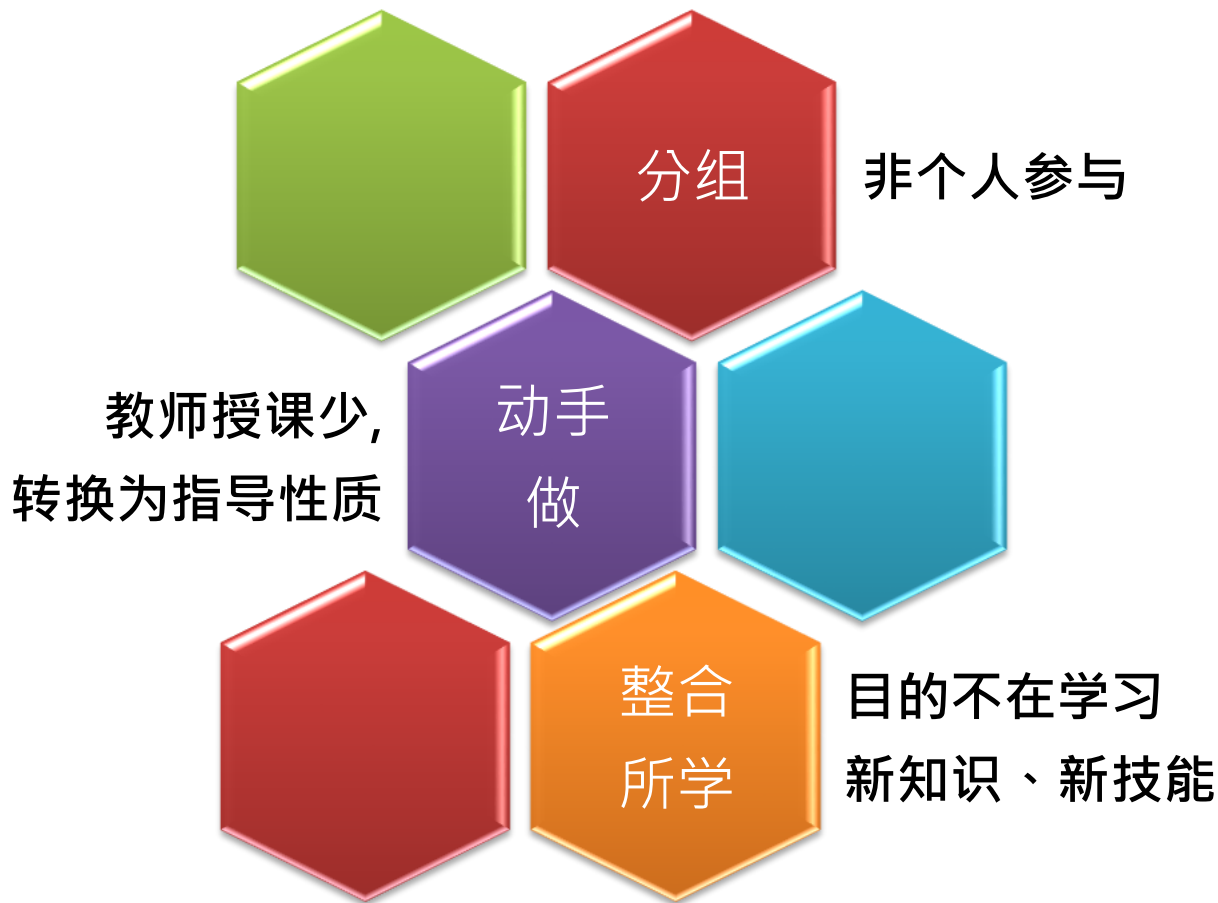 分组
非个人参与
动手
做
教师授课少,
转换为指导性质
整合
所学
目的不在学习
新知识、新技能